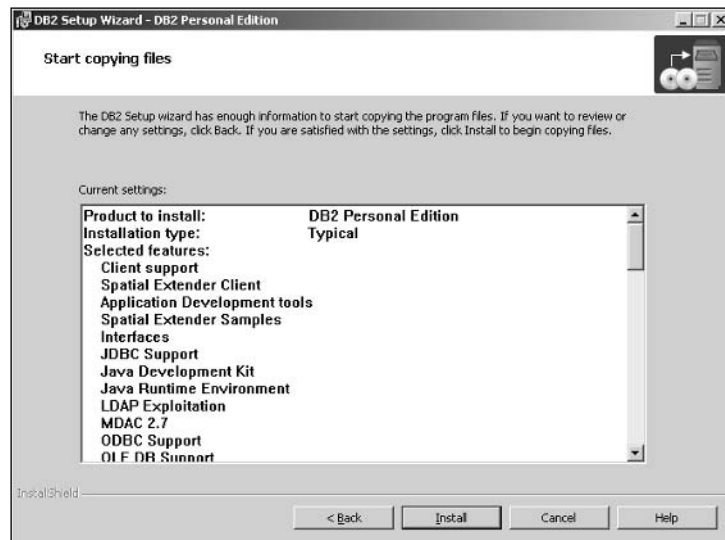 DB2 Setup Wizard - DB2 Personal Edition
Start copying files
The DB2 Setup wizard has enough information to start copying the program files. If you want to review or
change any settings, click Back. If you are satisfied with the settings, click Install to begin copying files.
Current settings:
Product to install: DB2 Personal Edition
Installation type: Typical
Selected features:
Client support
Spatial Extender Client
Application Development tools
Spatial Extender Samples
Interfaces
JDBC Support
Java Development Kit
Java Runtime Environment
LDAP Exploitation
MDAC 2.7
ODBC Support
OLE DB Support
InstallShield
< Back Install Cancel Help